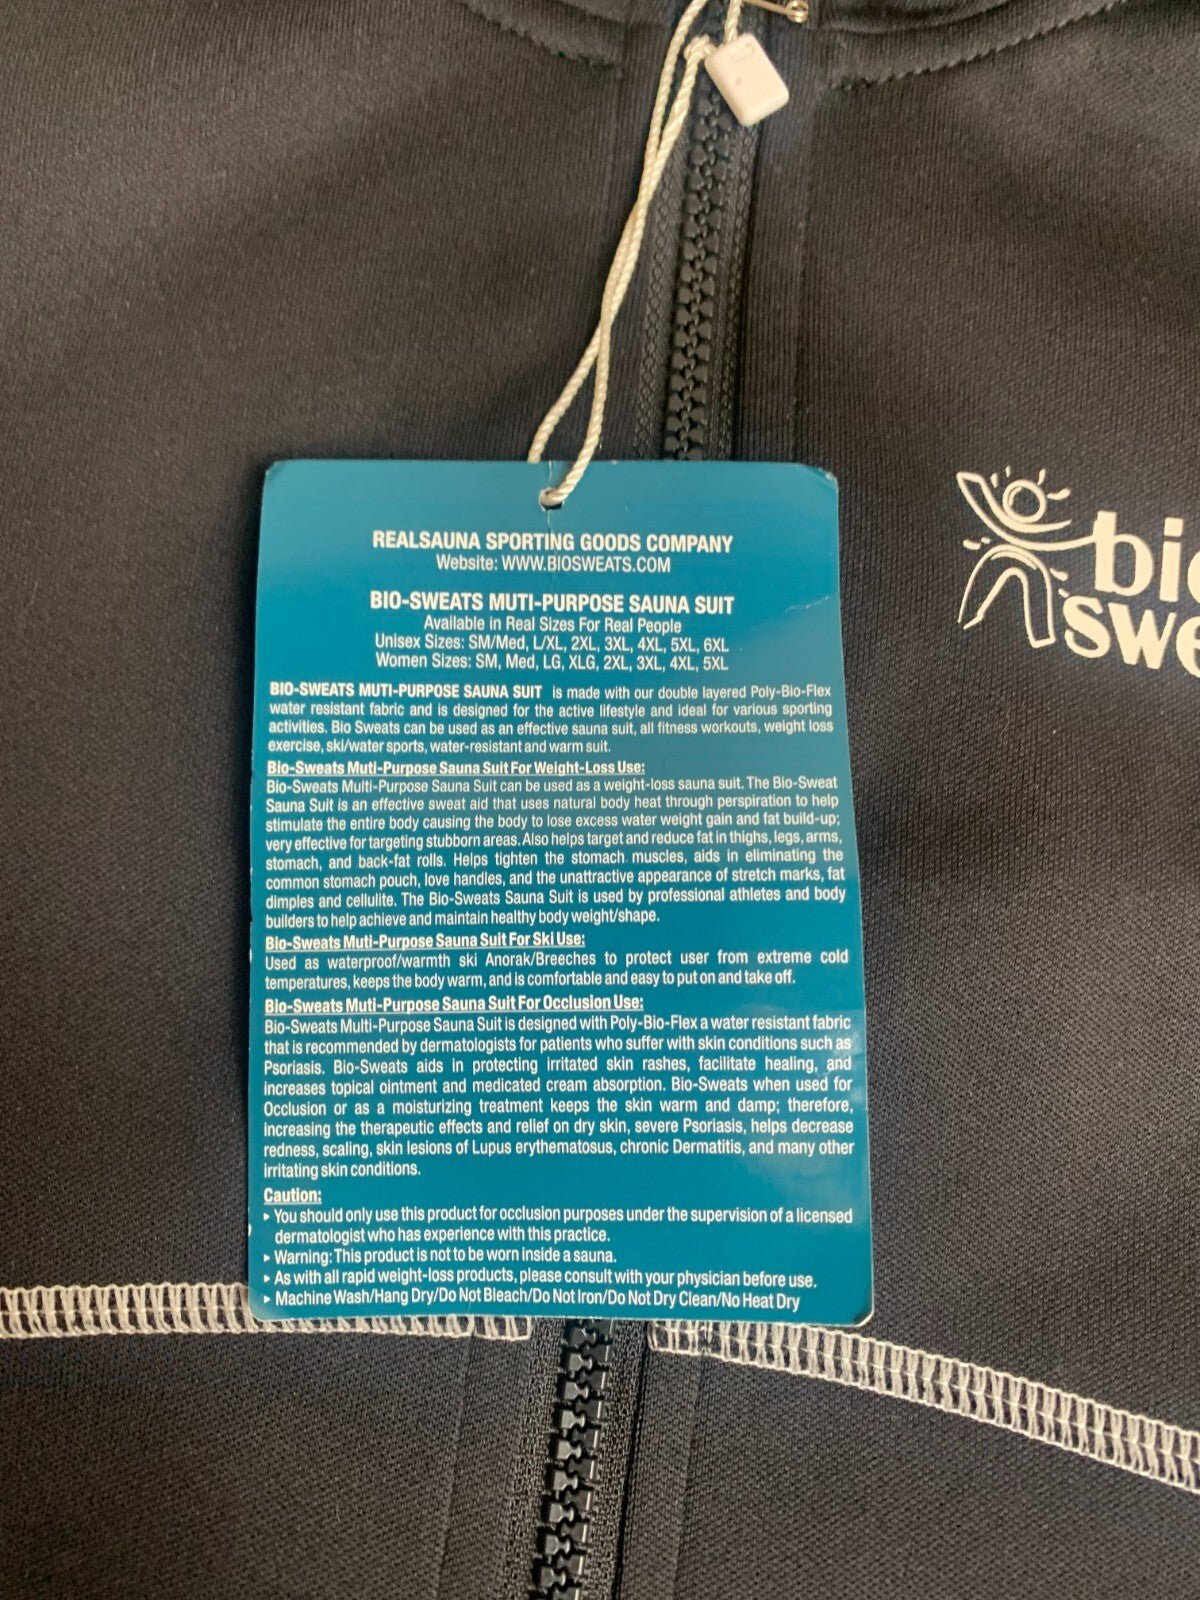 REALSAUNA SPORTING GOODS COMPANY
Website: WWW.BIOSWEATS.COM
BIO-SWEATS MUTI-PURPOSE SAUNA SUIT
Available in Real Sizes For Real People
Unisex Sizes: SM/Med, L/XL, 2XL, 3XL, 4XL, 5XL, 6XL
Women Sizes: SM, Med, LG, XLG, 2XL, 3XL, 4XL, 5XL
BIO-SWEATS MUTI-PURPOSE SAUNA SUIT is made with our double layered Poly-Bio-Flex
water resistant fabric and is designed for the active lifestyle and ideal for various sporting
activities. Bio Sweats can be used as an effective sauna suit, all fitness workouts, weight loss
exercise, ski/water sports, water-resistant and warm suit.
Bio-Sweats Muti-Purpose Sauna Suit For Weight-Loss Use:
Bio-Sweats Muti-Purpose Sauna Suit can be used as a weight-loss sauna suit. The Bio-Sweat
Sauna Suit is an effective sweat aid that uses natural body heat through perspiration to help
stimulate the entire body causing the body to lose excess water weight gain and fat build-up;
very effective for targeting stubborn areas. Also helps target and reduce fat in thighs, legs, arms,
stomach, and back-fat rolls. Helps tighten the stomach muscles, aids in eliminating the
common stomach pouch, love handles, and the unattractive appearance of stretch marks, fat
dimples and cellulite. The Bio-Sweats Sauna Suit is used by professional athletes and body
builders to help achieve and maintain healthy body weight/shape.
Bio-Sweats Muti-Purpose Sauna Suit For Ski Use:
Used as waterproof/warmth ski Anorak/Breeches to protect user from extreme cold
temperatures, keeps the body warm, and is comfortable and easy to put on and take off.
Bio-Sweats Muti-Purpose Sauna Suit For Occlusion Use:
Bio-Sweats Multi-Purpose Sauna Suit is designed with Poly-Bio-Flex a water resistant fabric
that is recommended by dermatologists for patients who suffer with skin conditions such as
Psoriasis. Bio-Sweats aids in protecting irritated skin rashes, facilitate healing, and
increases topical ointment and medicated cream absorption. Bio-Sweats when used for
Occlusion or as a moisturizing treatment keeps the skin warm and damp; therefore,
increasing the therapeutic effects and relief on dry skin, severe Psoriasis, helps decrease
redness, scaling, skin lesions of Lupus erythematosus, chronic Dermatitis, and many other
irritating skin conditions.
Caution:
▸ You should only use this product for occlusion purposes under the supervision of a licensed
dermatologist who has experience with this practice.
▸ Warning: This product is not to be worn inside a sauna.
▸ As with all rapid weight-loss products, please consult with your physician before use.
▸ Machine Wash/Hang Dry/Do Not Bleach/Do Not Iron/Do Not Dry Clean/No Heat Dry
bio
swe